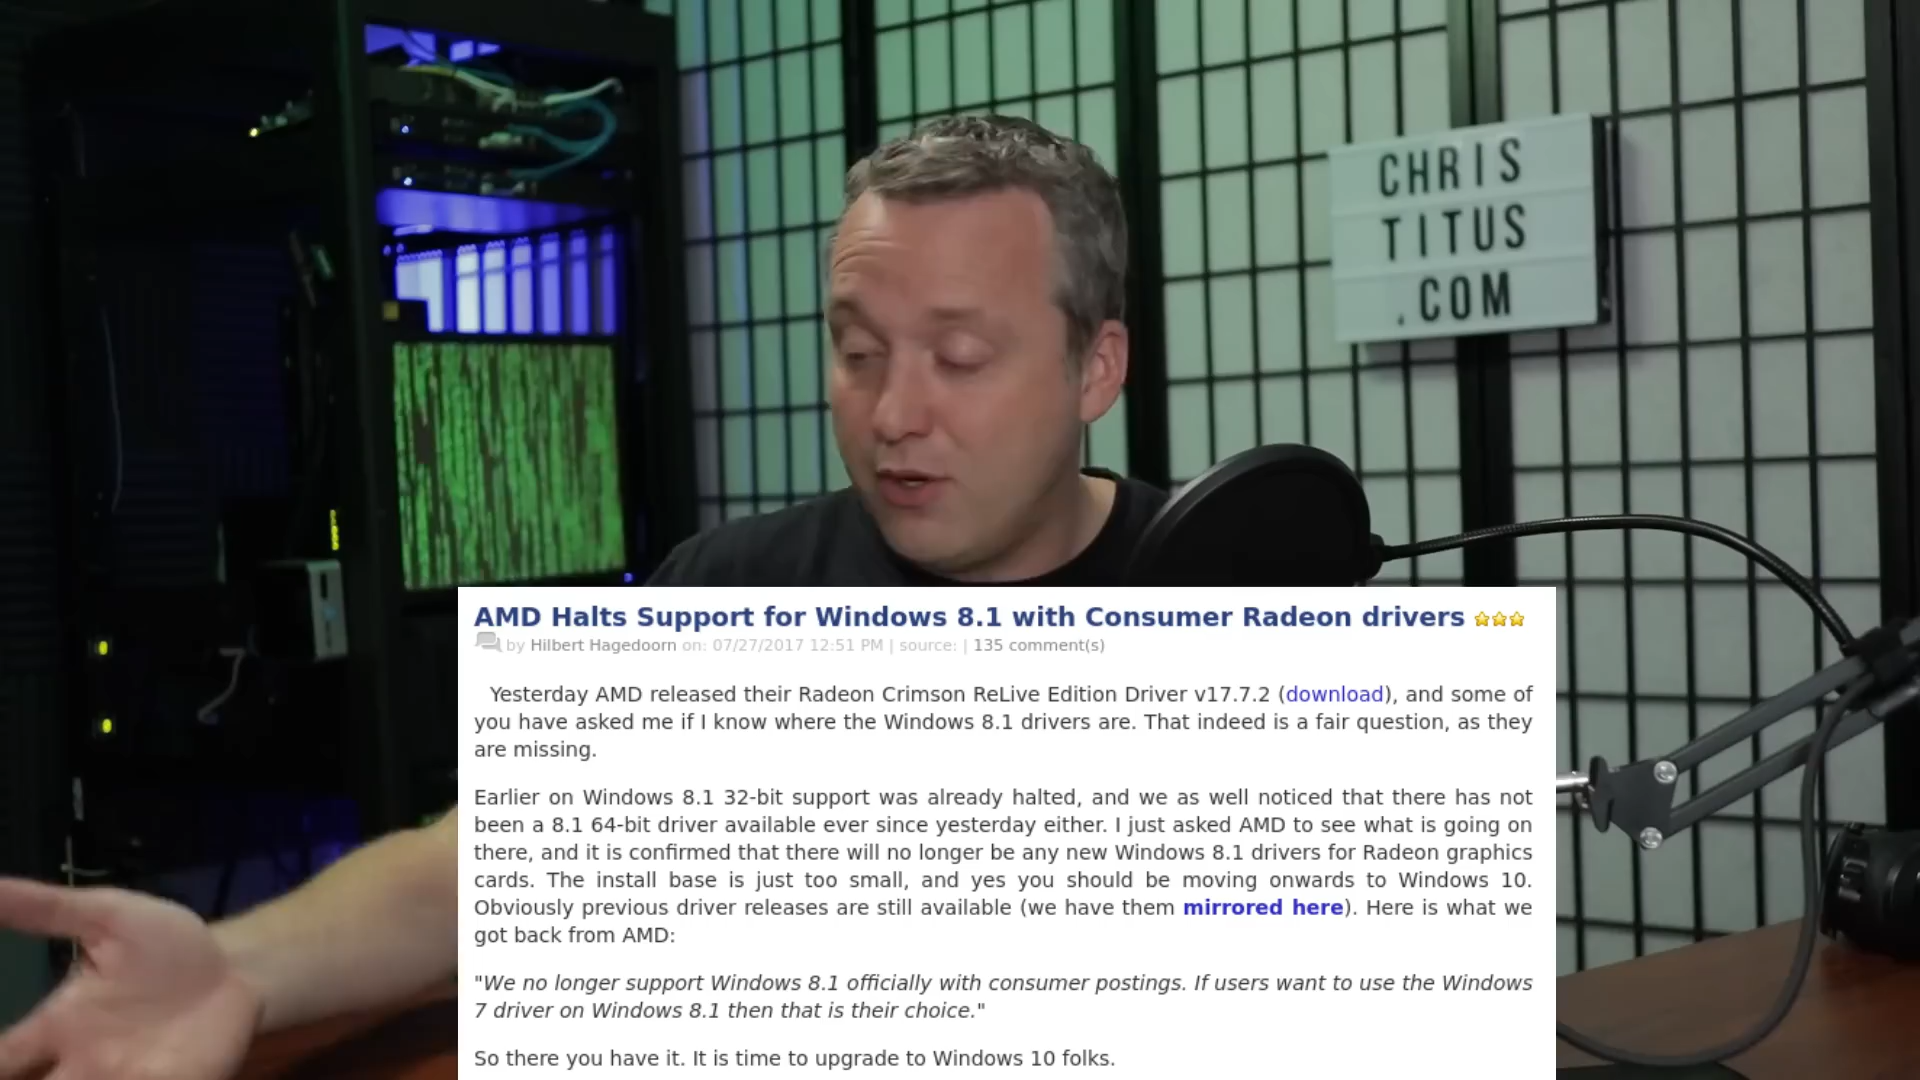 CHRIS
TITUS
.COM
AMD Halts Support for Windows 8.1 with Consumer Radeon drivers
by Hilbert Hagedoorn on: 07/27/2017 12:51 PM | source: | 135 comment(s)
Yesterday AMD released their Radeon Crimson ReLive Edition Driver v17.7.2 (download), and some of
you have asked me if I know where the Windows 8.1 drivers are. That indeed is a fair question, as they
are missing.
Earlier on Windows 8.1 32-bit support was already halted, and we as well noticed that there has not
been a 8.1 64-bit driver available ever since yesterday either. I just asked AMD to see what is going on
there, and it is confirmed that there will no longer be any new Windows 8.1 drivers for Radeon graphics
cards. The install base is just too small, and yes you should be moving onwards to Windows 10.
Obviously previous driver releases are still available (we have them mirrored here). Here is what we
got back from AMD:
"We no longer support Windows 8.1 officially with consumer postings. If users want to use the Windows
7 driver on Windows 8.1 then that is their choice."
So there you have it. It is time to upgrade to Windows 10 folks.